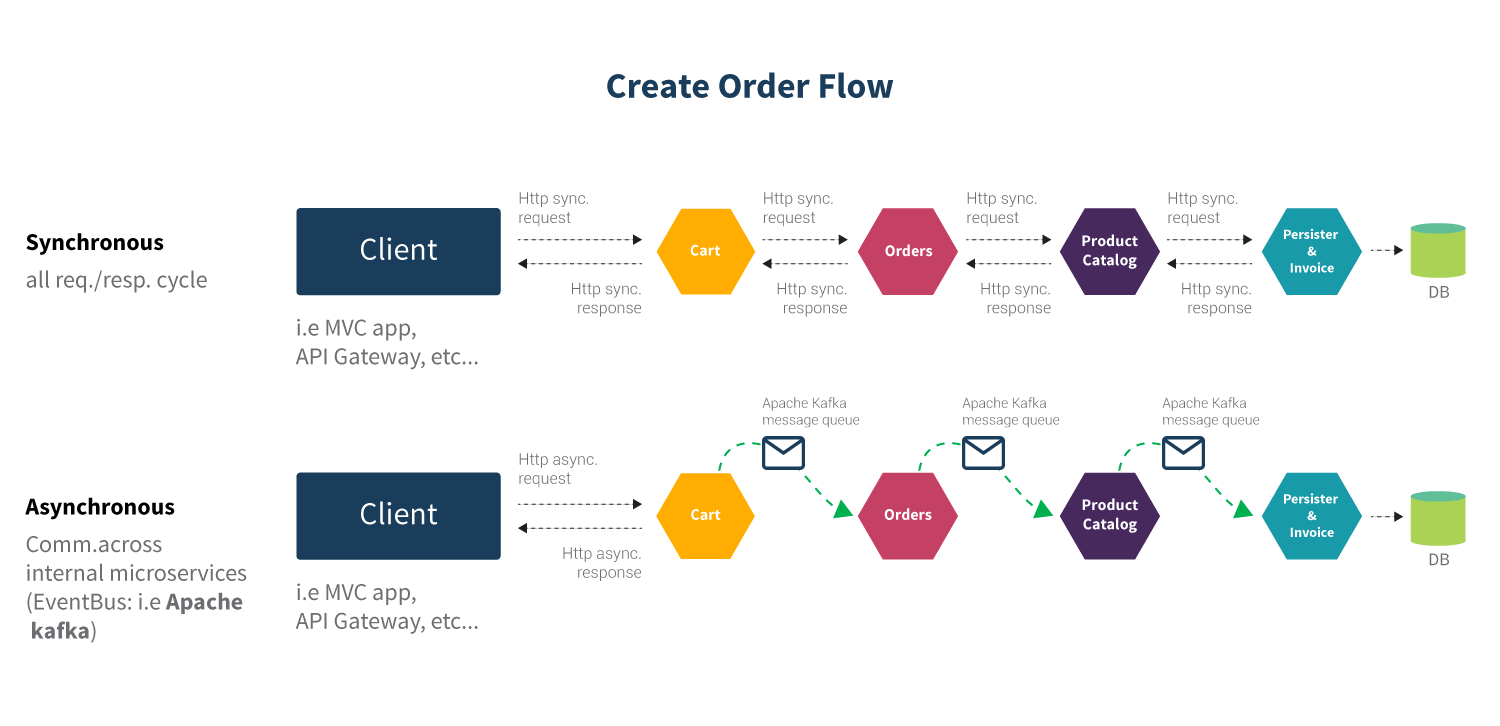 Create Order Flow
Synchronous
all req./resp. cycle
Client
i.e MVC app,
API Gateway, etc...
Http sync.
request
Http sync.
response
Cart
Http sync.
request
Http sync.
response
Orders
Http sync.
request
Http sync.
response
Product
Catalog
Http sync.
request
Http sync.
response
Persister
&
Invoice
DB
Asynchronous
Comm.across
internal microservices
(EventBus: i.e Apache
kafka)
Client
i.e MVC app,
API Gateway, etc...
Http async.
request
Http async.
response
Cart
Apache Kafka
message queue
Orders
Apache Kafka
message queue
Product
Catalog
Apache Kafka
message queue
Persister
&
Invoice
DB